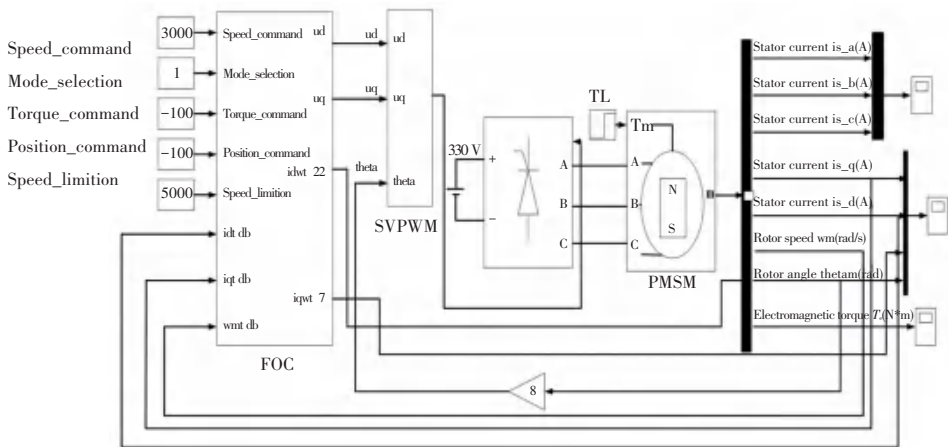 Speed_command
Mode_selection
Torque_command
Position_command
Speed_limition
3000
1
-100
-100
5000
Speed_command
Mode_selection
Torque_command
Position_command
Speed_limition
idt db
iqt db
wmt db
ud
uq
idwt 22
iqwt 7
FOC
ud
uq
theta
ud
uq
theta
SVPWM
330 V
+
−
A
B
C
TL
Tm
A
B
C
N
S
PMSM
8
Stator current is_a(A)
Stator current is_b(A)
Stator current is_c(A)
Stator current is_q(A)
Stator current is_d(A)
Rotor speed wm(rad/s)
Rotor angle thetam(rad)
Electromagnetic torque (N*m)